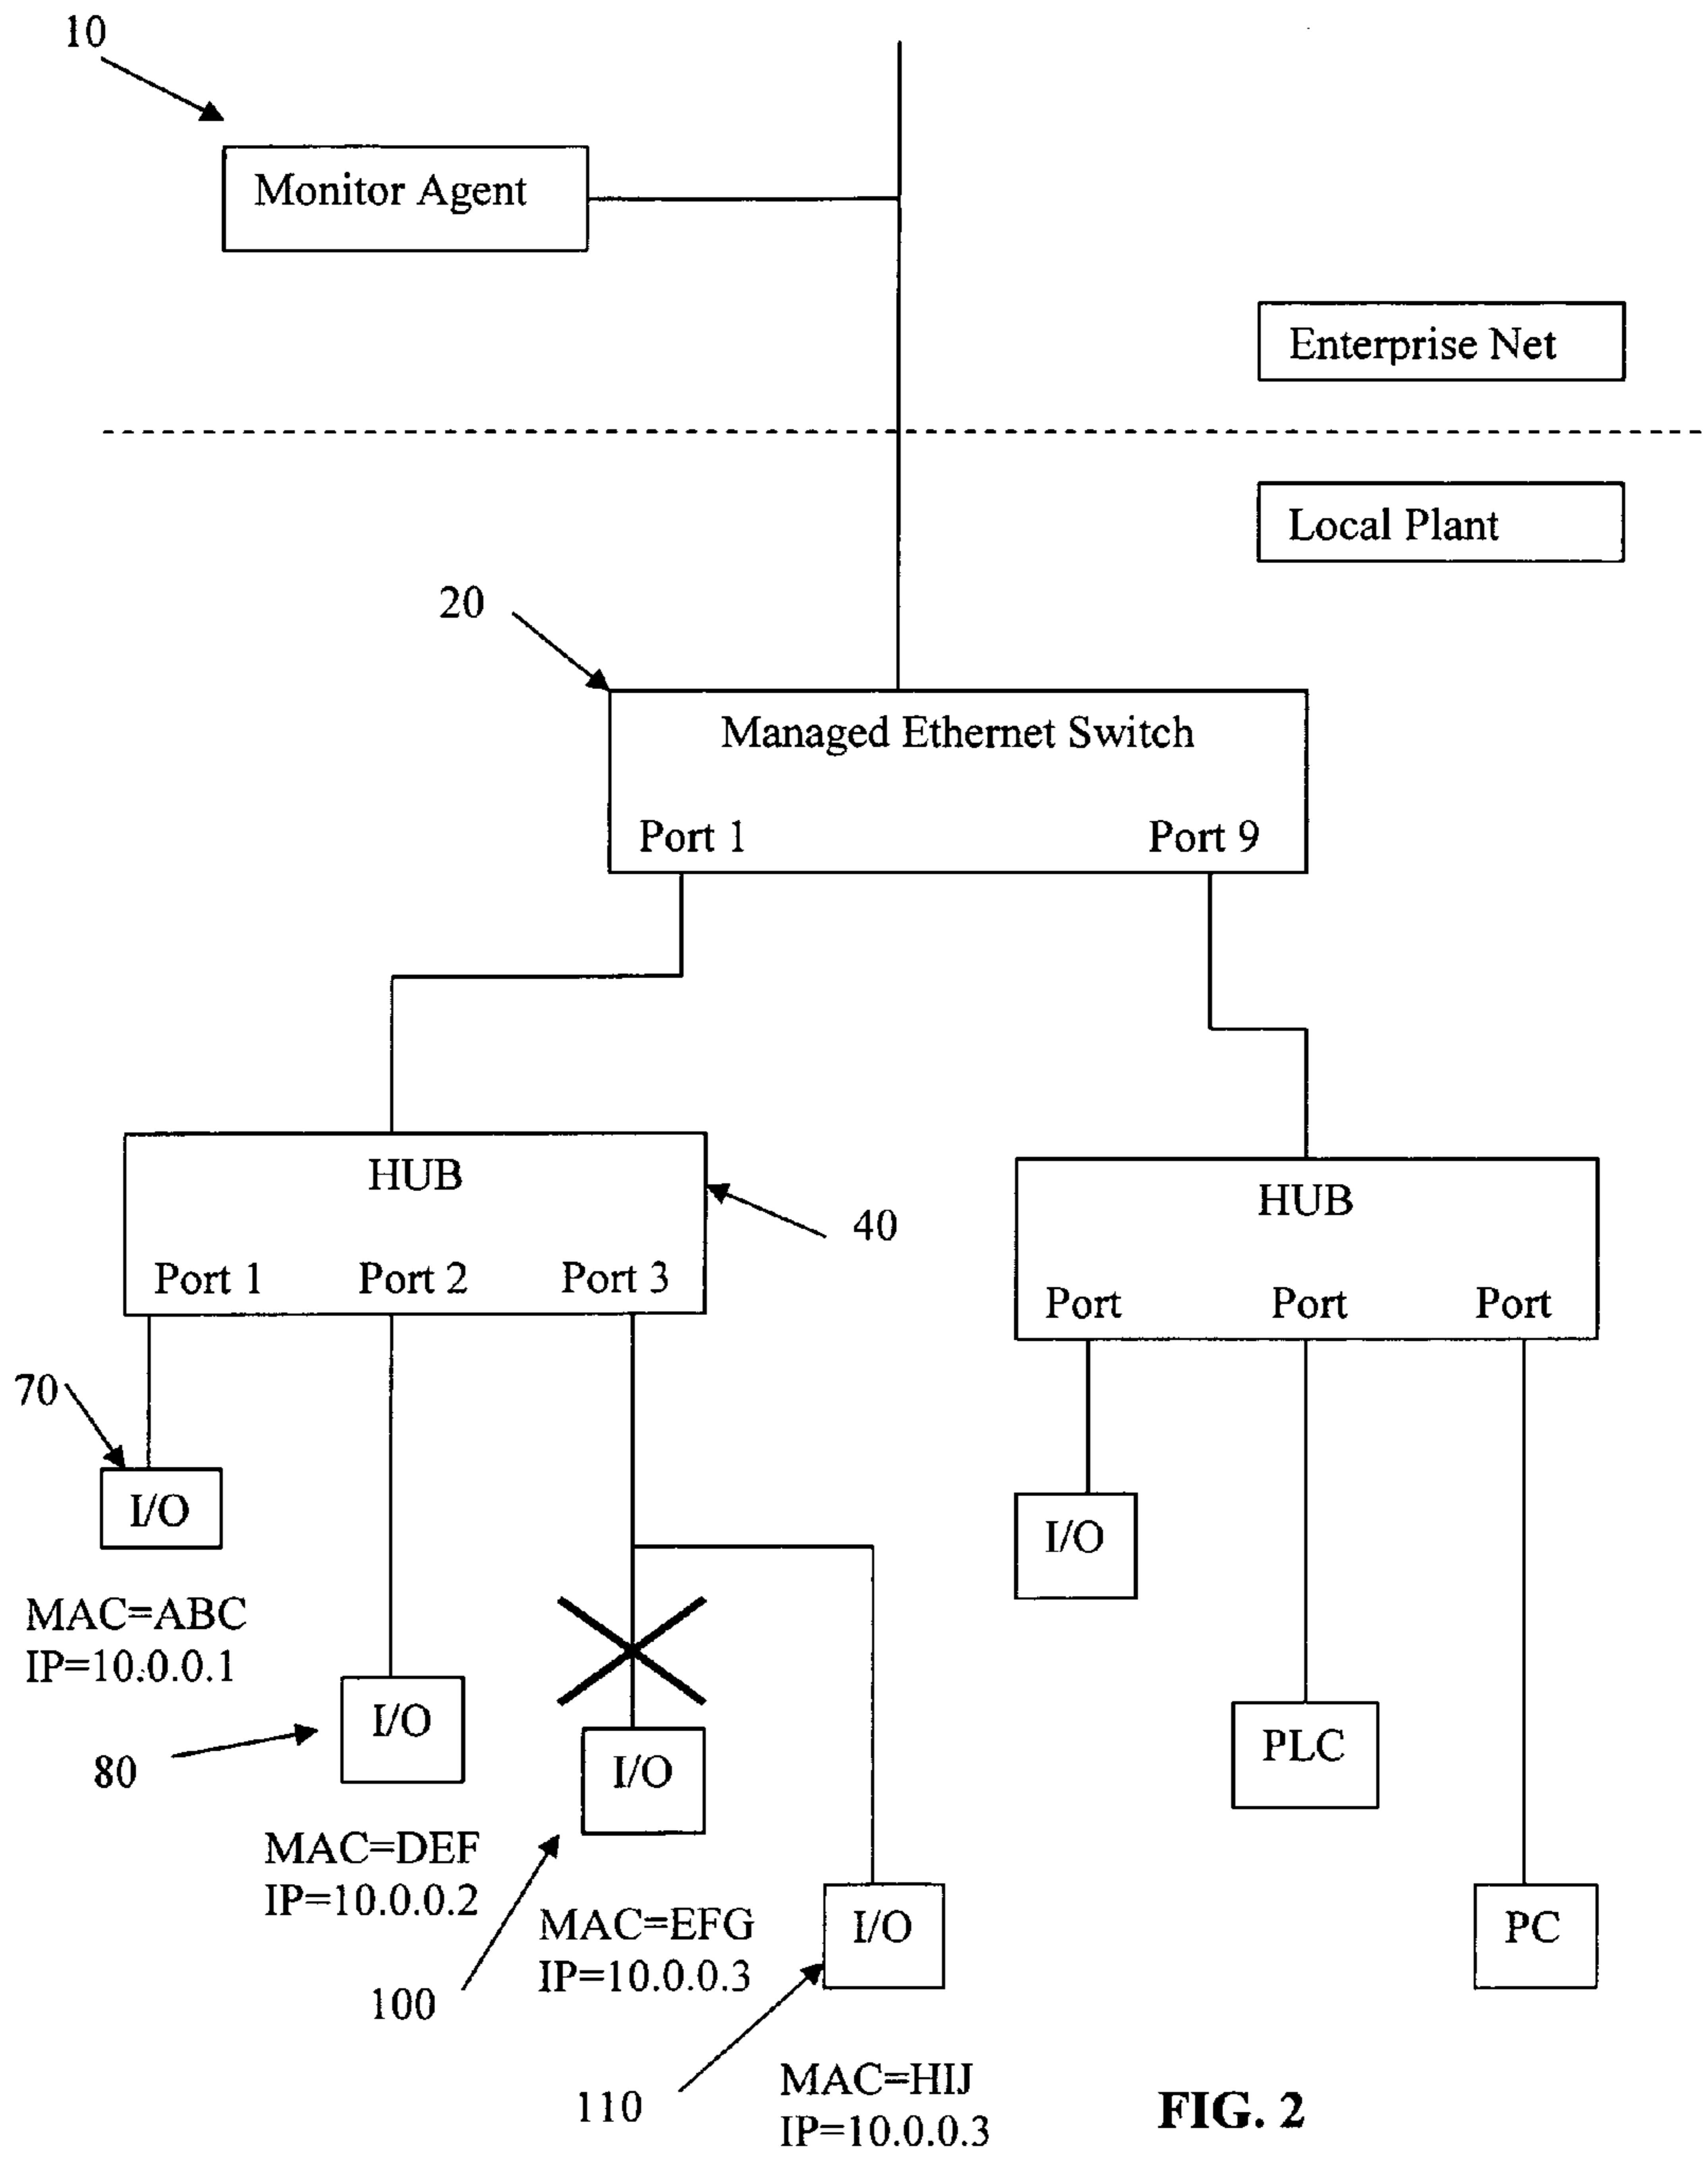 10
Monitor Agent
Enterprise Net
Local Plant
20
Managed Ethernet Switch
Port 1 Port 9
HUB
40
Port 1 Port 2 Port 3
HUB
Port Port Port
70
I/O
MAC=ABC
IP=10.0.0.1
I/O
80
MAC=DEF
IP=10.0.0.2
I/O
100
MAC=EFG
IP=10.0.0.3
I/O
110
MAC=HIJ
IP=10.0.0.3
I/O
PLC
PC
FIG. 2